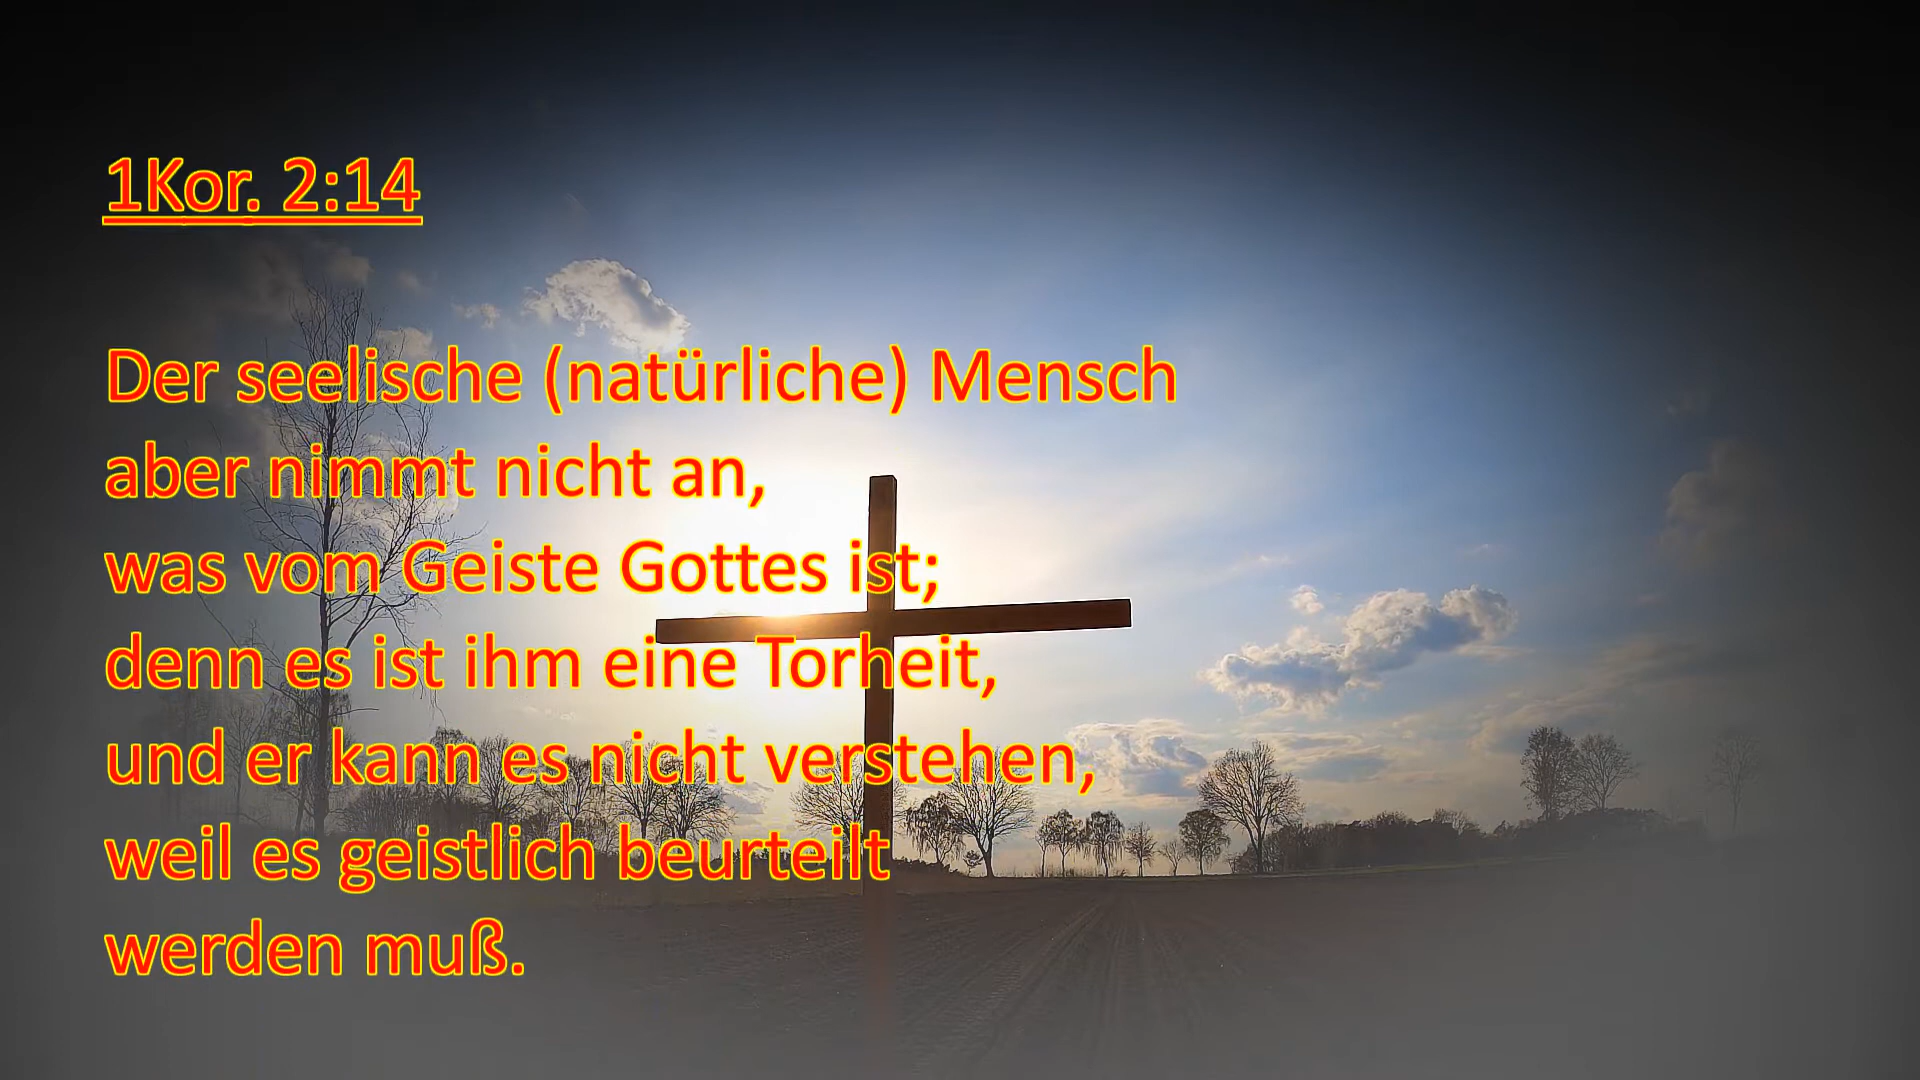 1Kor. 2:14
Der seelische (natürliche) Mensch
aber nimmt nicht an,
was vom Geiste Gottes ist;
denn es ist ihm eine Torheit,
und er kann es nicht verstehen,
weil es geistlich beurteilt
werden muß.